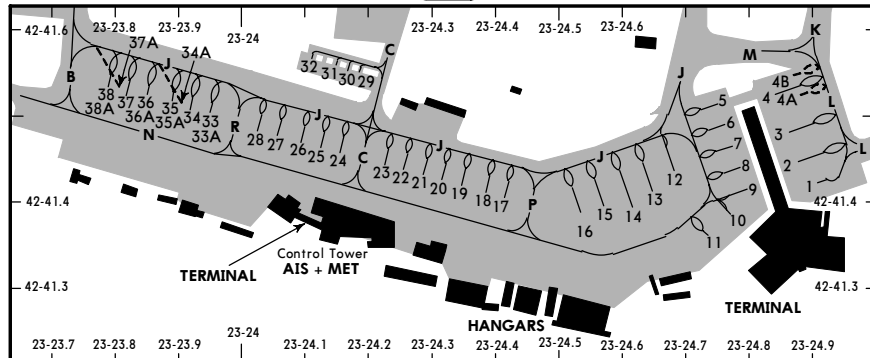 23-23.8 23-23.9 23-24 24.3 23-24.4 23-24.5 23-24.6 23-24.8 23-24.9
42-41.6
37A 34A C K
J M
32 31 30 29
B J 4B
38 37 36 35 34 33 4 4A
38A 36A 35A 33A L
N R 28 27 26 25 24 J 5
C 23 22 21 20 19 18 17 J 6
3
7
2 L
8
16 15 14 13 12 9
1
42-41.4 P 10 42-41.4
11
Control Tower
AIS + MET
TERMINAL
42-41.3 42-41.3
HANGARS TERMINAL
23-23.7 23-23.8 23-23.9 23-24 23-24.2 23-24.3 23-24.4 23-24.5 23-24.6 23-24.7 23-24.8 23-24.9